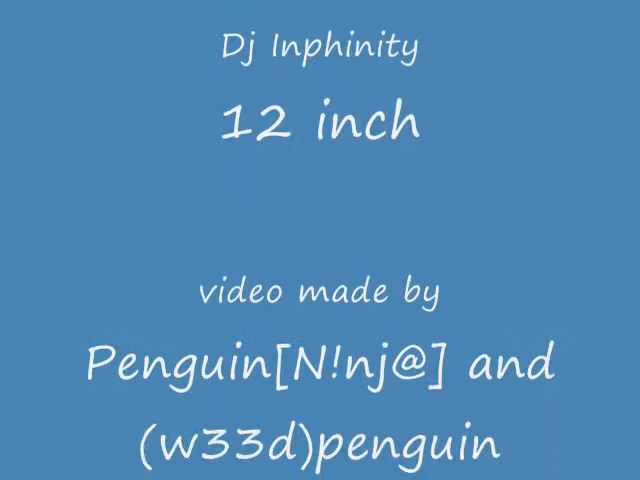 Dj Inphinity
12 inch
video made by
Penguin[N!nj@] and
(w33d)penguin